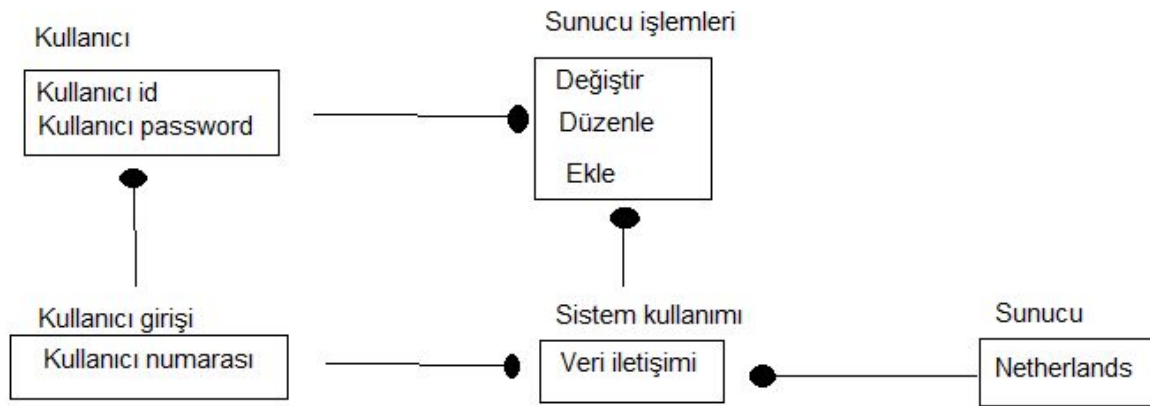 Kullanıcı
Kullanıcı id
Kullanıcı password
Sunucu işlemleri
Değiştir
Düzenle
Ekle
Kullanıcı girişi
Kullanıcı numarası
Sistem kullanımı
Veri iletişimi
Sunucu
Netherlands